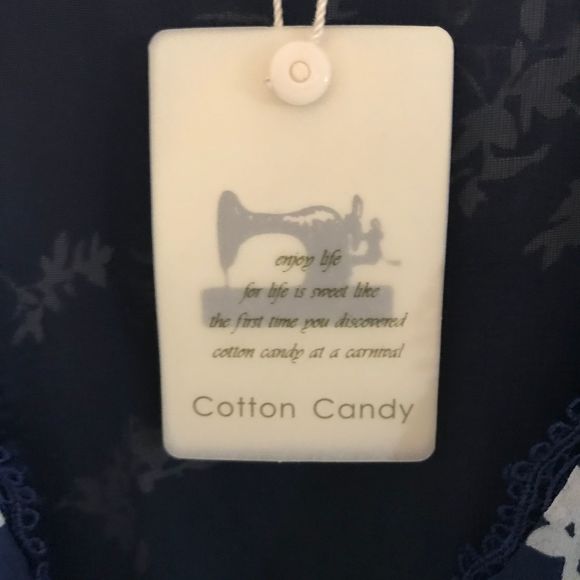 enjoy life
for life is sweet like
the first time you discovered
cotton candy at a carnival
Cotton Candy